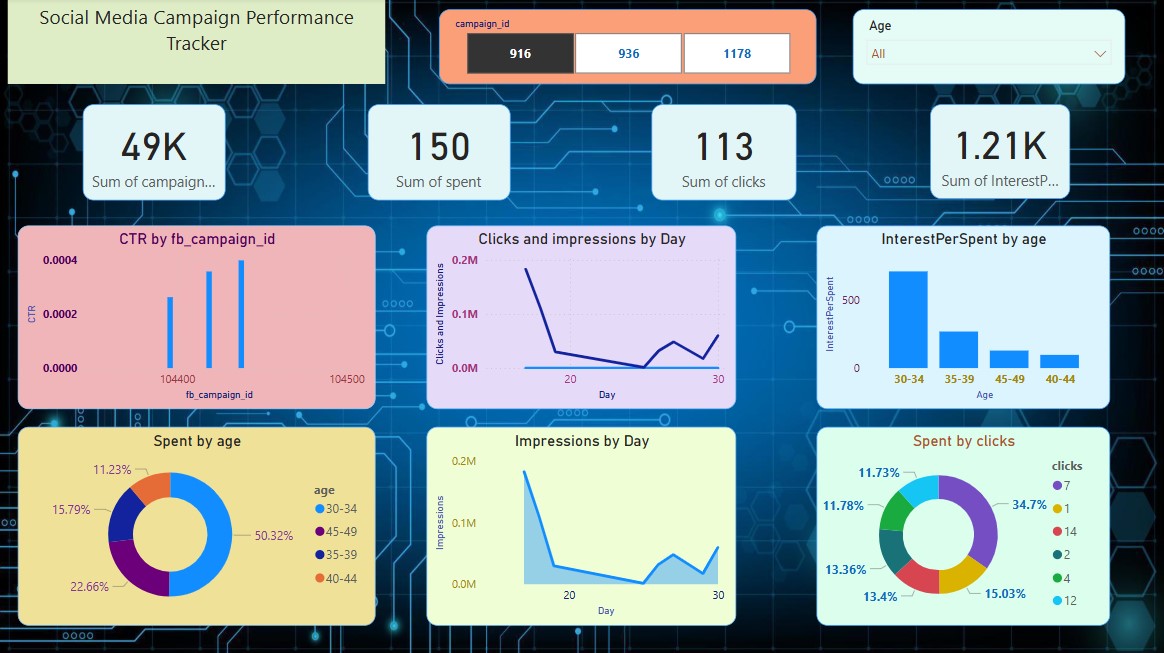 Social Media Campaign Performance
Tracker
campaign_id
916
936
1178
Age
All
49K
Sum of campaign...
150
Sum of spent
113
Sum of clicks
1.21K
Sum of InterestP...
CTR by fb_campaign_id
CTR
0.0004
0.0002
0.0000
104400
104500
fb_campaign_id
Clicks and impressions by Day
Clicks and Impressions
0.2M
0.1M
0.0M
20
30
Day
InterestPerSpent by age
InterestPerSpent
500
0
30-34
35-39
45-49
40-44
Age
Spent by age
11.23%
15.79%
22.66%
50.32%
age
30-34
45-49
35-39
40-44
Impressions by Day
Impressions
0.2M
0.1M
0.0M
20
30
Day
Spent by clicks
11.73%
11.78%
13.36%
13.4%
15.03%
34.7%
clicks
7
1
14
2
4
12